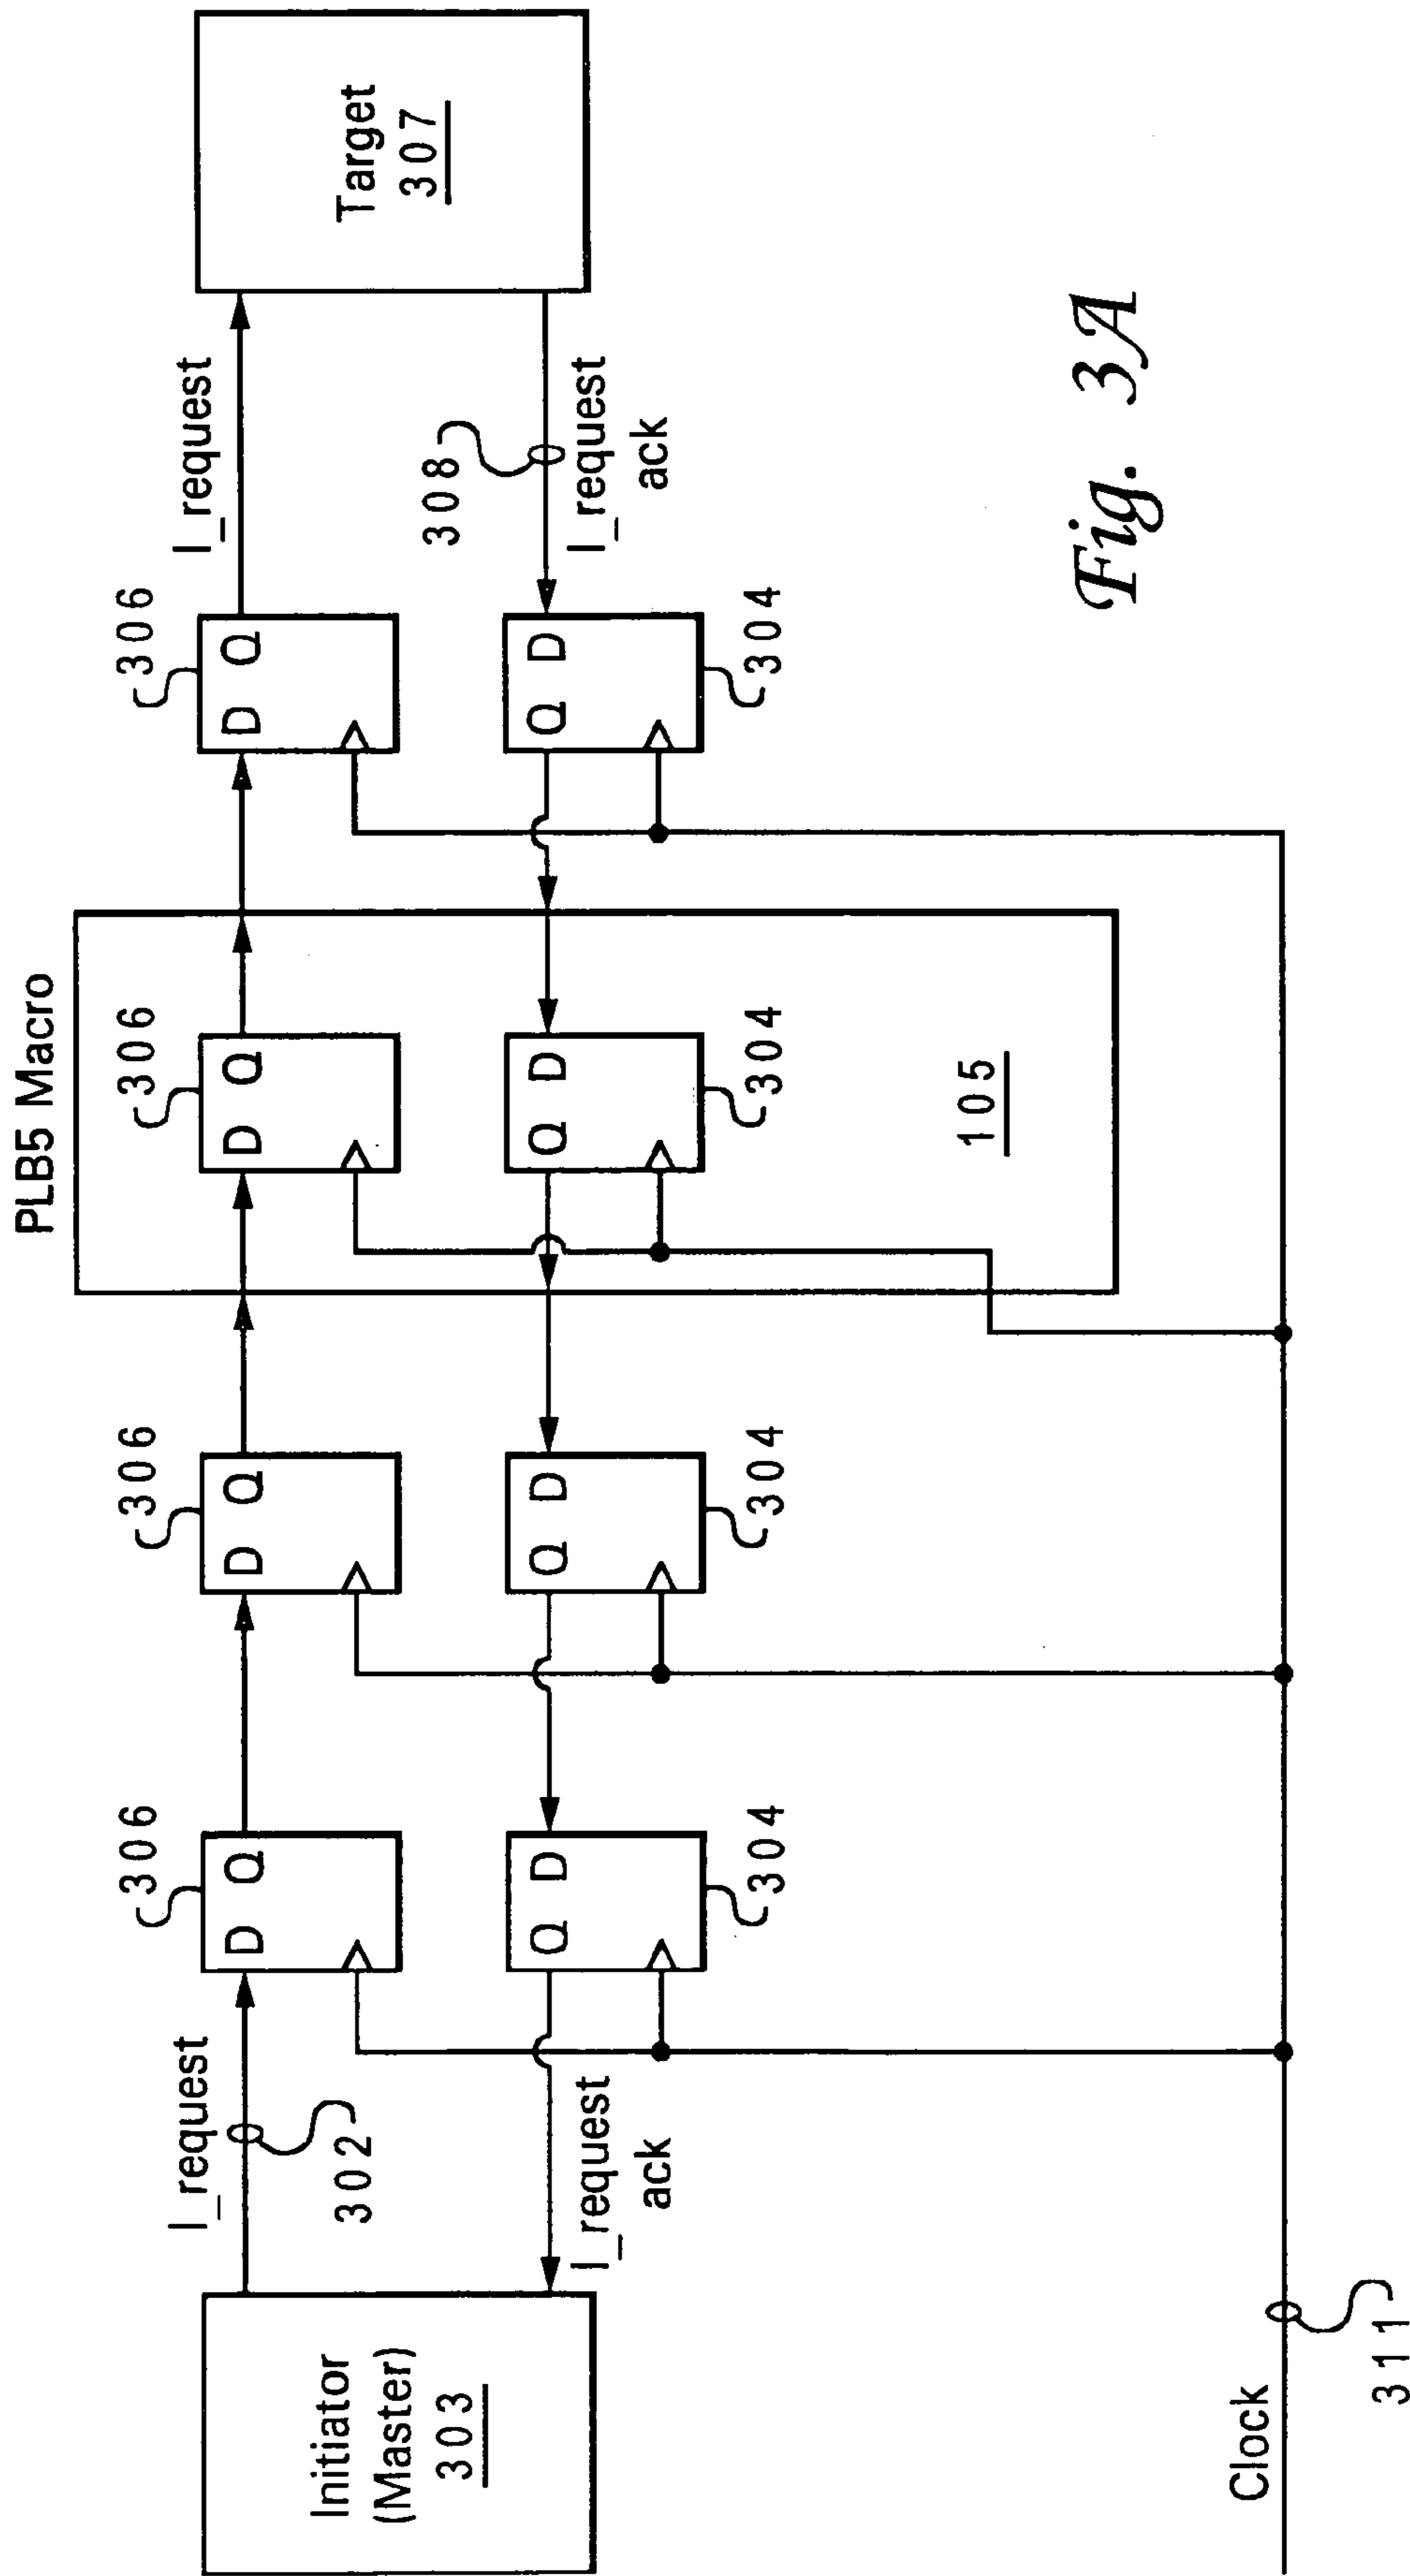 PLB5 Macro
306
306
306
306
I_request
302
I_request
D Q
D Q
D Q
D Q
Initiator
(Master)
303
Target
307
308
Q D
Q D
Q D
Q D
I_request
ack
I_request
ack
304
304
304
304
105
Clock
311
Fig. 3A